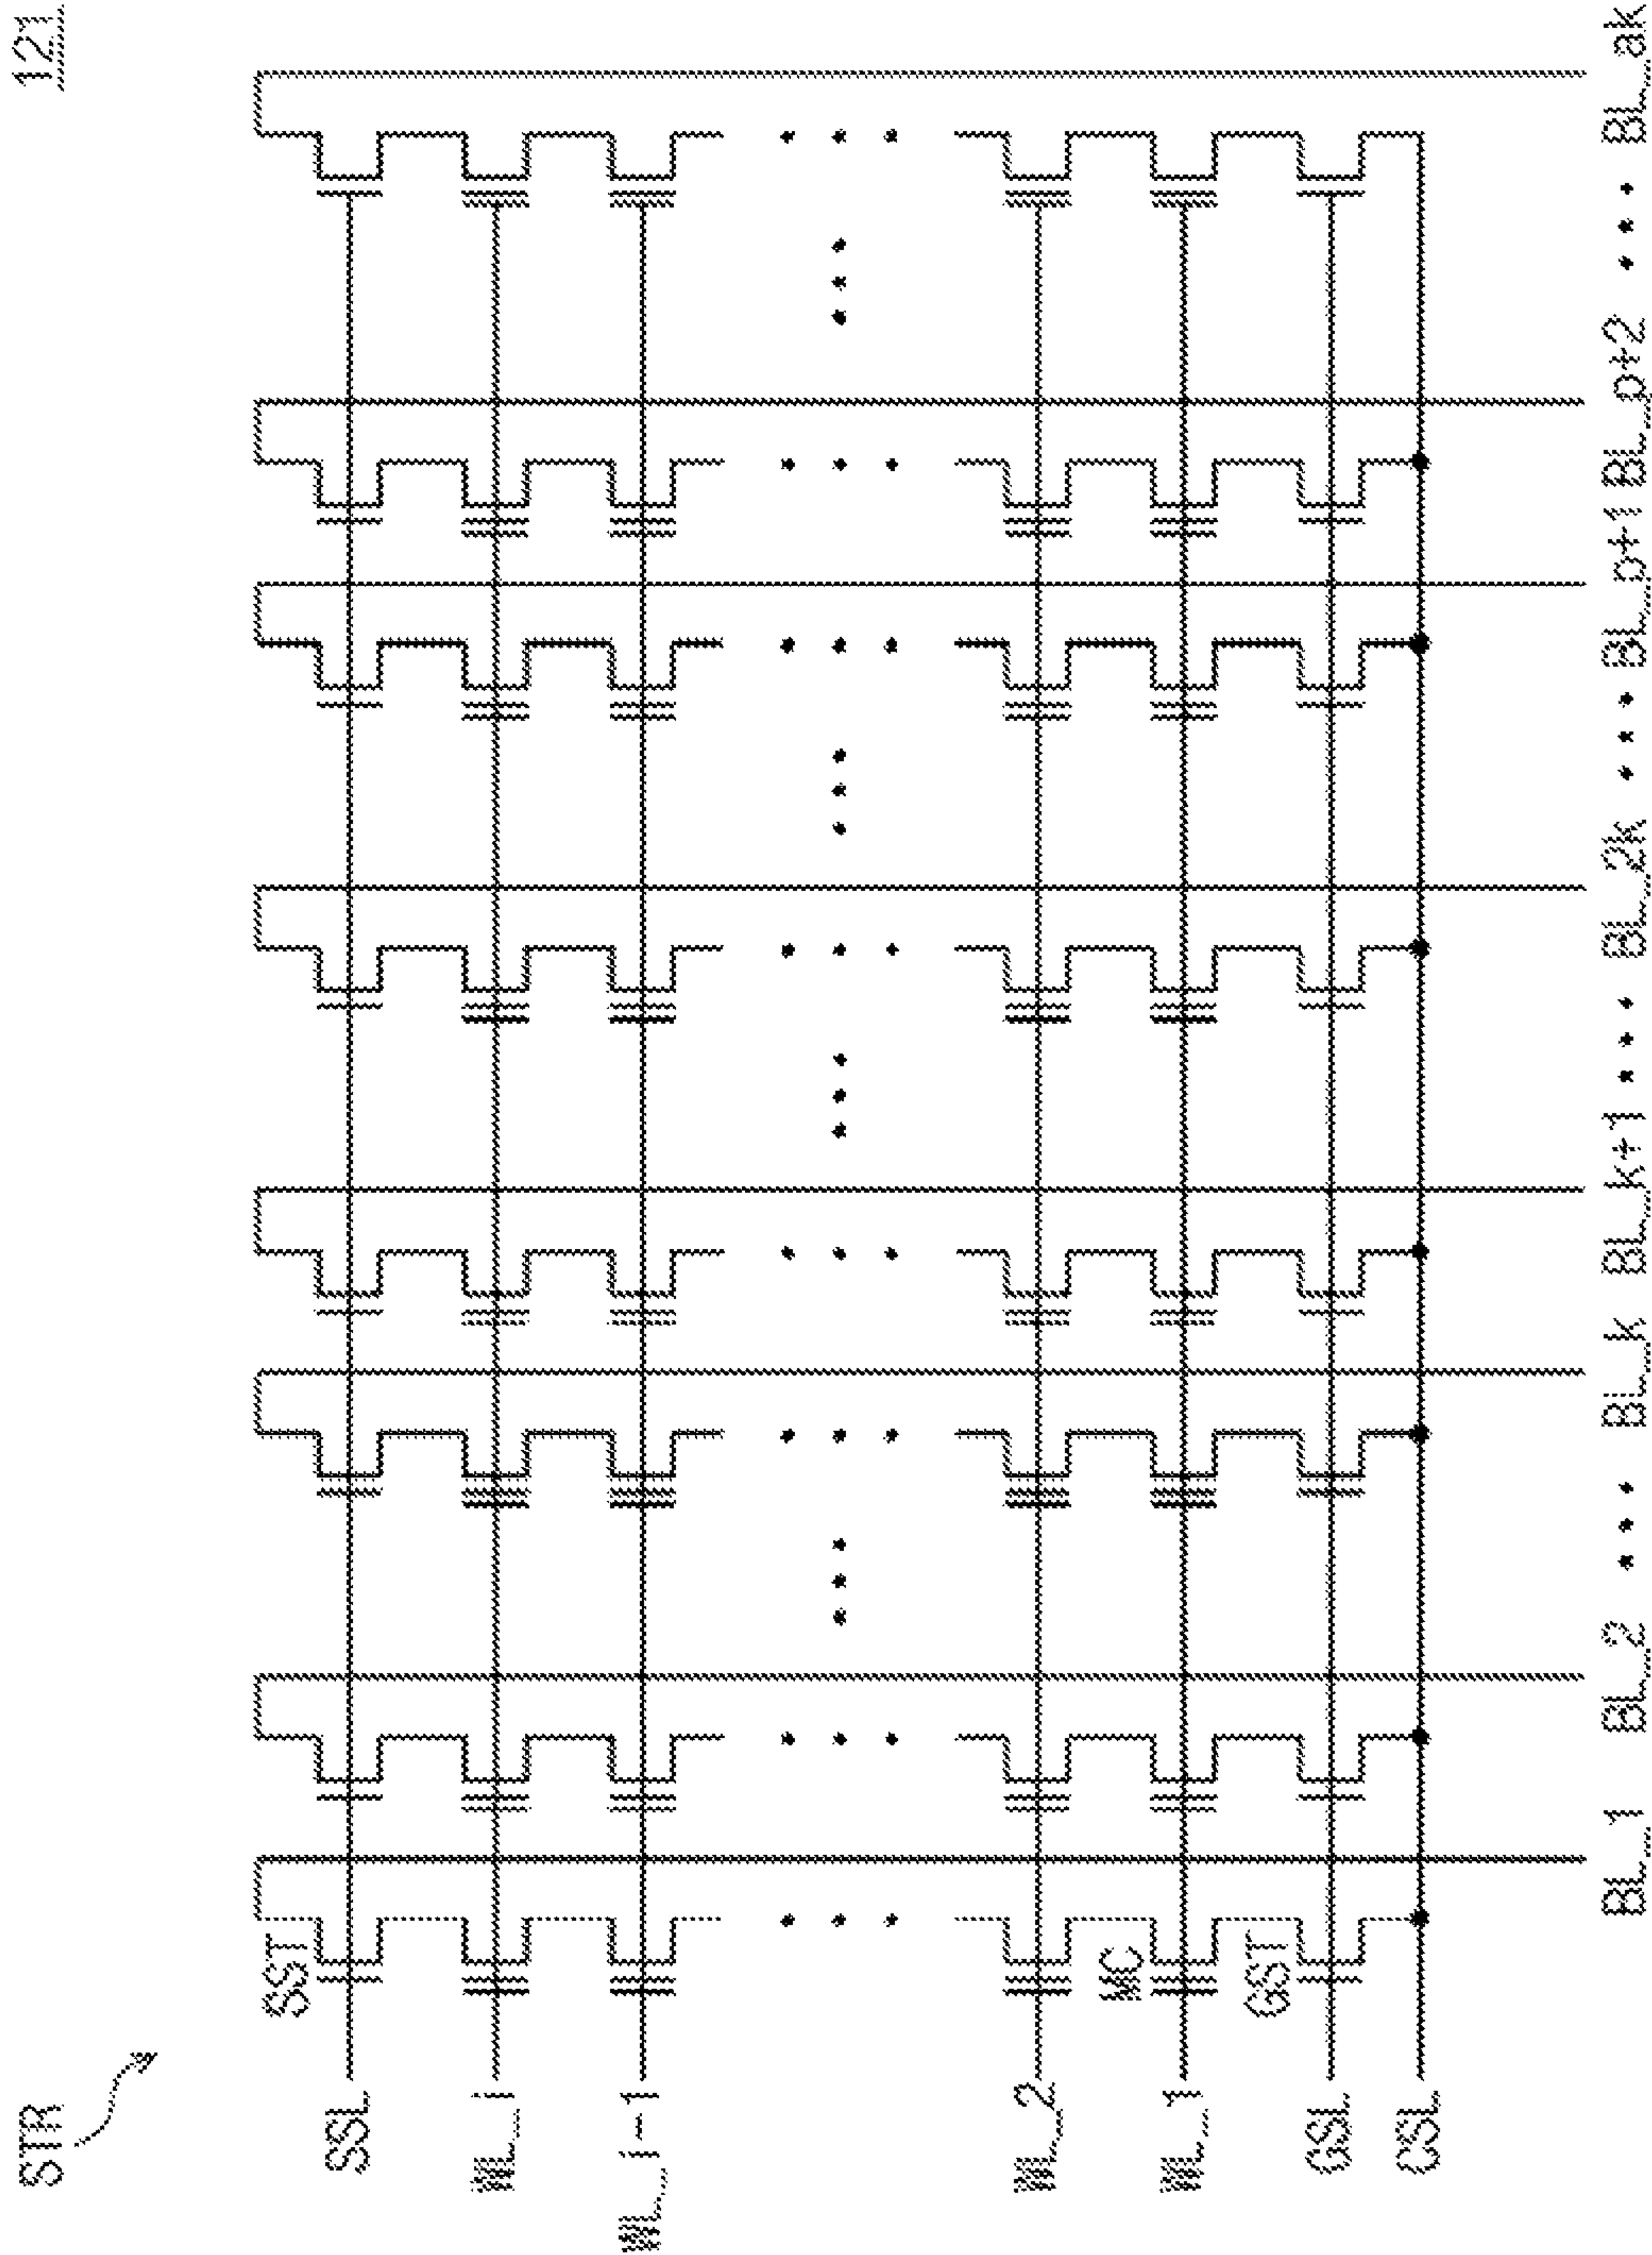 121
STR
SST
SSL
WL_i
WL_i-1
WL_2
MC
WL_1
GST
GSL
CSL
BL_1 BL_2 • • • BL_k BL_k+1 • • • BL_2k • • • BL_p+1 BL_p+2 • • • BL_ak